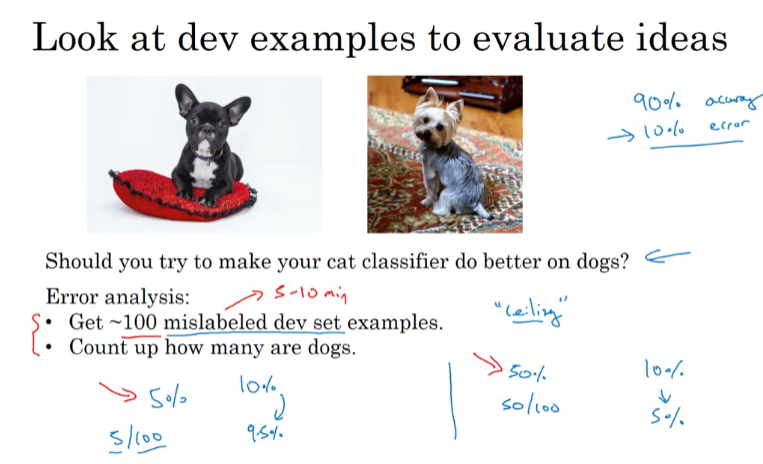 Look at dev examples to evaluate ideas
90% accuracy
→ 10% error
Should you try to make your cat classifier do better on dogs?
Error analysis:
→ 5-10 min
• Get ~100 mislabeled dev set examples.
"ceiling"
• Count up how many are dogs.
→ 5%
5/100
10%
↓
9.5%
→ 50%
50/100
10%
↓
5%